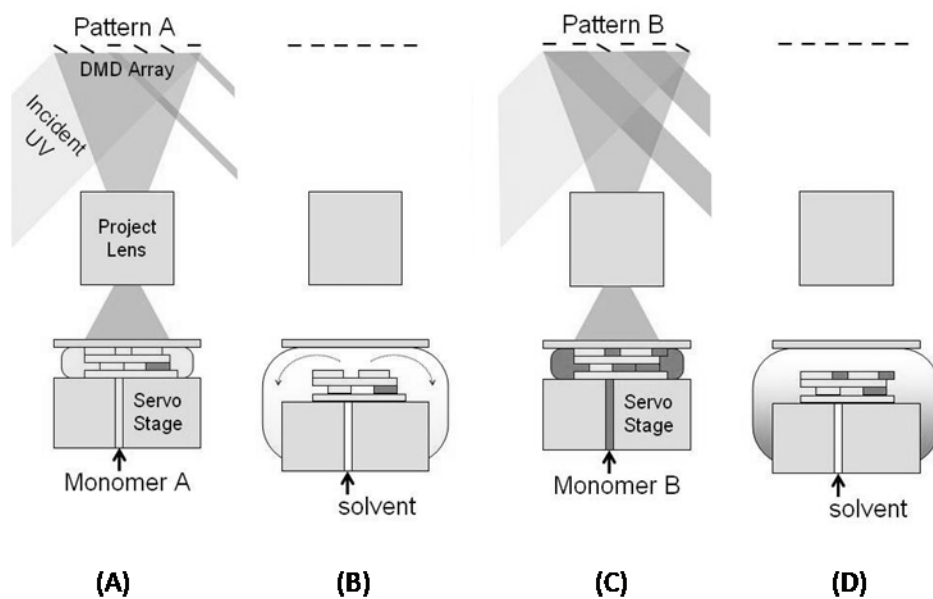 Pattern A
DMD Array
Incident
UV
Project
Lens
Servo
Stage
Monomer A
solvent
Pattern B
Servo
Stage
Monomer B
solvent
(A)
(B)
(C)
(D)